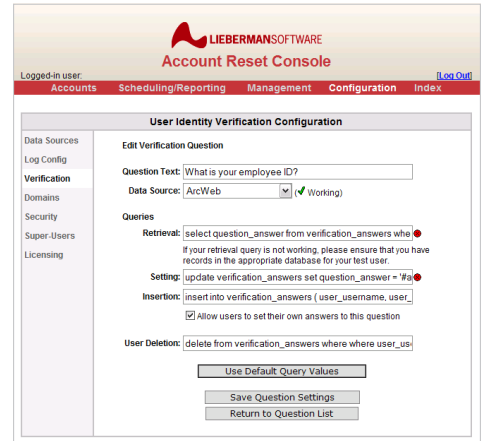 LIEBERMANSOFTWARE
Account Reset Console
Logged-in user:
[Log Out]
Accounts Scheduling/Reporting Management Configuration Index
User Identity Verification Configuration
Data Sources
Log Config
Verification
Domains
Security
Super-Users
Licensing
Edit Verification Question
Question Text: What is your employee ID?
Data Source: ArcWeb (✔ Working)
Queries
Retrieval: select question_answer from verification_answers whe
If your retrieval query is not working, please ensure that you have
records in the appropriate database for your test user.
Setting: update verification_answers set question_answer = '#a
Insertion: insert into verification_answers ( user_username, user_
Allow users to set their own answers to this question
User Deletion: delete from verification_answers where where user_us
Use Default Query Values
Save Question Settings
Return to Question List